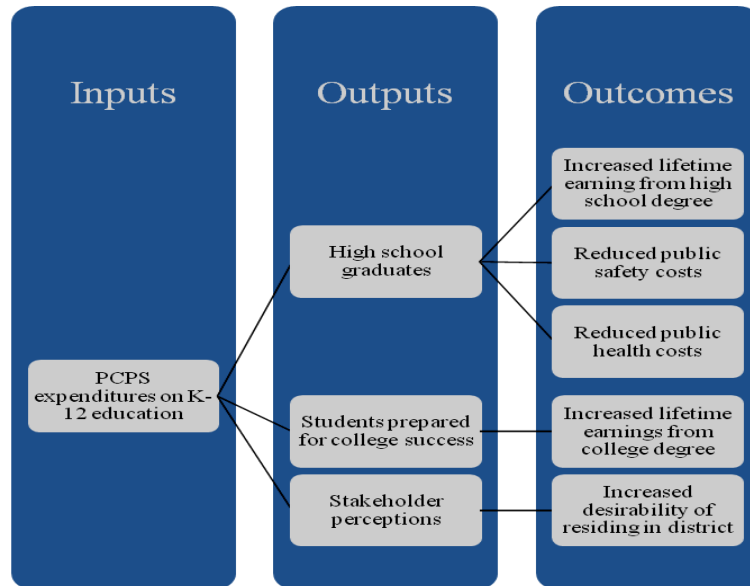 Inputs
PCPS
expenditures on K-
12 education
Outputs
High school
graduates
Students prepared
for college success
Stakeholder
perceptions
Outcomes
Increased lifetime
earning from high
school degree
Reduced public
safety costs
Reduced public
health costs
Increased lifetime
earnings from
college degree
Increased
desirability of
residing in district